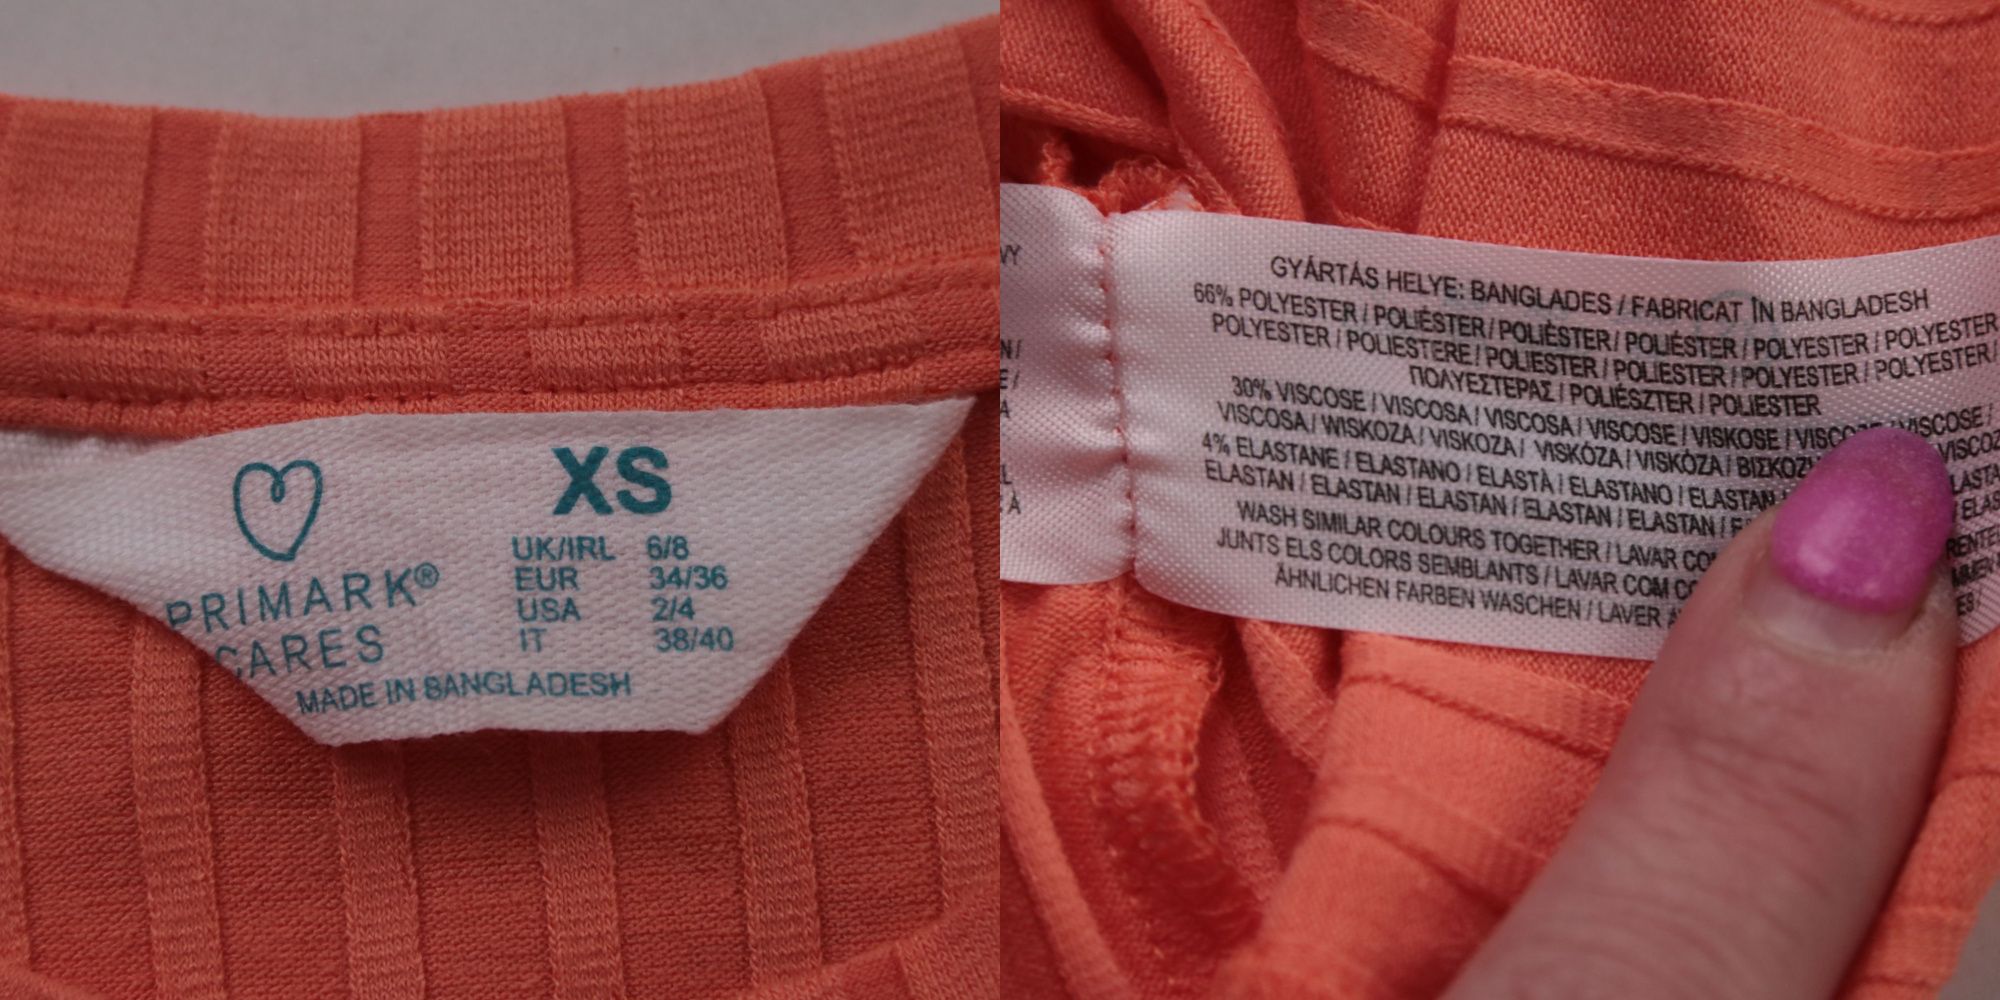 XS
PRIMARK®
CARES
UK/IRL 6/8
EUR 34/36
USA 2/4
IT 38/40
MADE IN BANGLADESH
GYÁRTÁS HELYE: BANGLADES / FABRICAT ÎN BANGLADESH
66% POLYESTER / POLIÉSTER / POLIÈSTER / POLIÉSTER / POLYESTER / POLYESTER
POLYESTER / POLIESTERE / POLIESTER / POLIESTER / POLYESTER / POLYESTER /
ΠΟΛΥΕΣΤΕΡΑΣ / POLIÉSZTER / POLIESTER
30% VISCOSE / VISCOSA / VISCOSA / VISCOSE / VISKOSE / VISCOSE / VISCOSE /
VISCOSA / WISKOZA / VISKOZA / VISKÓZA / VISKÓZA /
4% ELASTANE / ELASTANO / ELASTÀ / ELASTANO / ELASTAN
ELASTAN / ELASTAN / ELASTAN / ELASTAN / ELASTAN /
WASH SIMILAR COLOURS TOGETHER / LAVAR
JUNTS ELS COLORS SEMBLANTS / LAVAR COM
ÄHNLICHEN FARBEN WASCHEN / LAVER